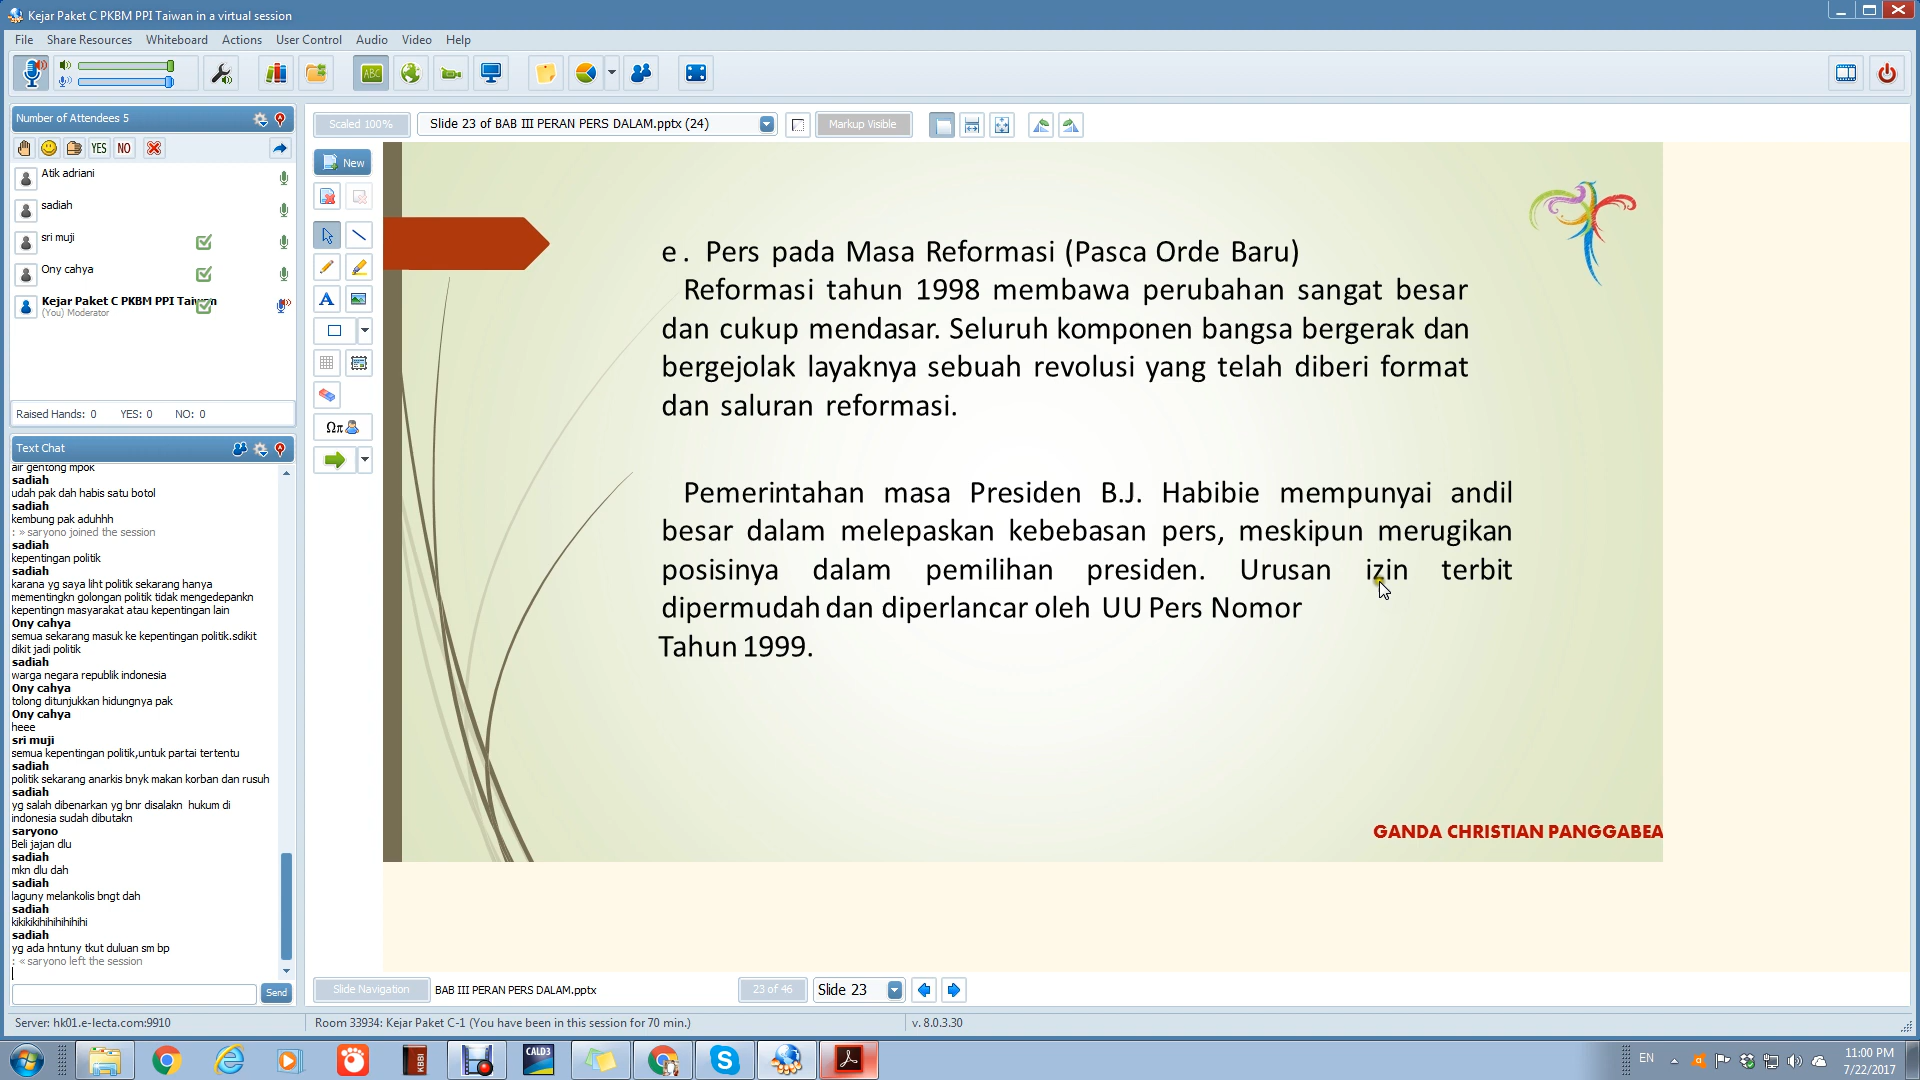 Kejar Paket C PKBM PPI Taiwan in a virtual session
File Share Resources Whiteboard Actions User Control Audio Video Help
ABC
Number of Attendees 5
YES NO
Atik adriani
sadiah
sri muji
Ony cahya
Kejar Paket C PKBM PPI Taiwan
(You) Moderator
Raised Hands: 0 YES: 0 NO: 0
Text Chat
air gentong mpok
sadiah
udah pak dah habis satu botol
sadiah
kembung pak aduhhh
: » saryono joined the session
sadiah
kepentingan politik
sadiah
karana yg saya liht politik sekarang hanya
mementingkn golongan politik tidak mengedepankn
kepentingn masyarakat atau kepentingan lain
Ony cahya
semua sekarang masuk ke kepentingan politik.sdikit
dikit jadi politik
sadiah
warga negara republik indonesia
Ony cahya
tolong ditunjukkan hidungnya pak
Ony cahya
heee
sri muji
semua kepentingan politik,untuk partai tertentu
sadiah
politik sekarang anarkis bnyk makan korban dan rusuh
sadiah
yg salah dibenarkan yg bnr disalakn hukum di
indonesia sudah dibutakn
saryono
Beli jajan dlu
sadiah
mkn dlu dah
sadiah
laguny melankolis bngt dah
sadiah
kikikikihihihihihihi
sadiah
yg ada hntuny tkut duluan sm bp
: « saryono left the session
Send
Scaled 100%
Slide 23 of BAB III PERAN PERS DALAM.pptx (24)
Markup Visible
New
A
Ωπ
e . Pers pada Masa Reformasi (Pasca Orde Baru)
Reformasi tahun 1998 membawa perubahan sangat besar
dan cukup mendasar. Seluruh komponen bangsa bergerak dan
bergejolak layaknya sebuah revolusi yang telah diberi format
dan saluran reformasi.
Pemerintahan masa Presiden B.J. Habibie mempunyai andil
besar dalam melepaskan kebebasan pers, meskipun merugikan
posisinya dalam pemilihan presiden. Urusan izin terbit
dipermudah dan diperlancar oleh UU Pers Nomor
Tahun 1999.
GANDA CHRISTIAN PANGGABEA
Slide Navigation BAB III PERAN PERS DALAM.pptx 23 of 46 Slide 23
Server: hk01.e-lecta.com:9910 Room 33934: Kejar Paket C-1 (You have been in this session for 70 min.) v. 8.0.3.30
KBBI CALD3 EN
11:00 PM
7/22/2017